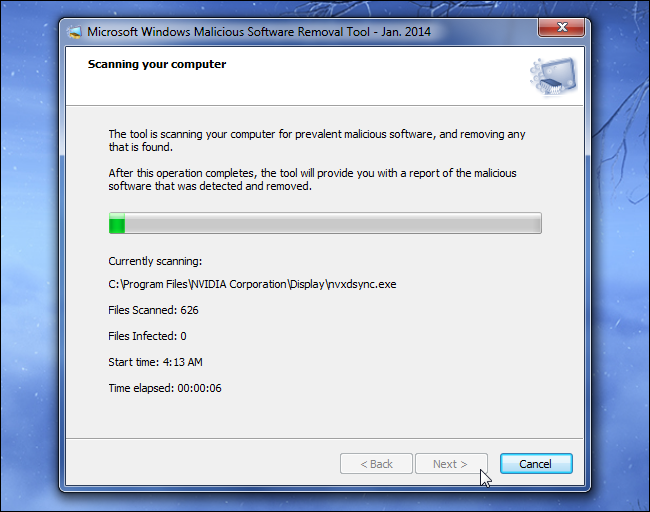 Microsoft Windows Malicious Software Removal Tool - Jan. 2014
Scanning your computer
The tool is scanning your computer for prevalent malicious software, and removing any
that is found.
After this operation completes, the tool will provide you with a report of the malicious
software that was detected and removed.
Currently scanning:
C:\Program Files\NVIDIA Corporation\Display\nvxdsync.exe
Files Scanned: 626
Files Infected: 0
Start time: 4:13 AM
Time elapsed: 00:00:06
< Back Next > Cancel